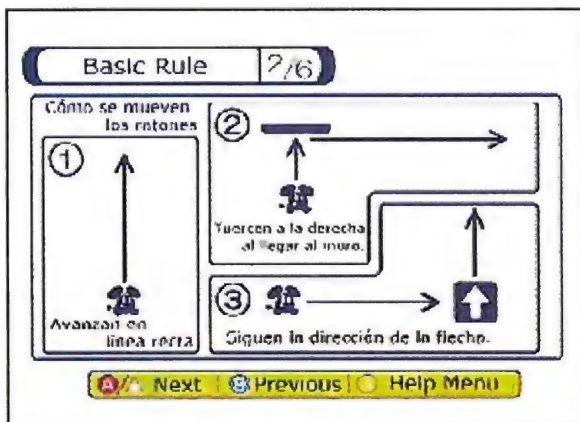 Basic Rule 2/6
Cómo se mueven
los ratones
①
Avanzan en
línea recta
②
Tuercen a la derecha
al llegar al muro.
③
Siguen la dirección de la flecha.
A/ Next B Previous Help Menu